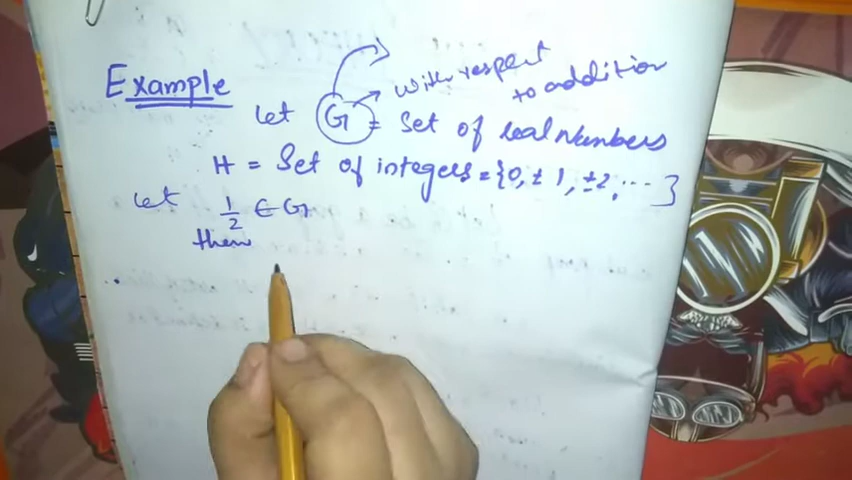 Example
with respect
to addition
Let G = Set of real numbers
H = Set of integers = {0, ± 1, ± 2, ... }
Let 1/2 ∈ G
then